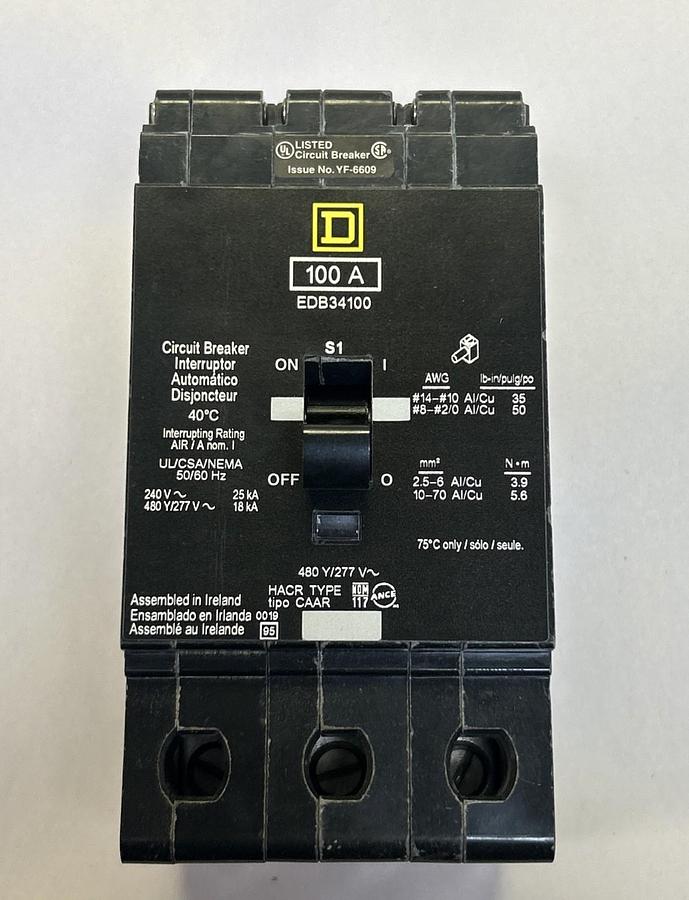 UL LISTED SA®
Circuit Breaker
Issue No. YF-6609
D
100 A
EDB34100
Circuit Breaker
Interruptor
Automático
Disjoncteur
40°C
Interrupting Rating
AIR / A nom. I
UL/CSA/NEMA
50/60 Hz
240 V~ 25 kA
480 Y/277 V~ 18 kA
S1
ON I
OFF O
AWG lb-in/pulg/po
#14–#10 Al/Cu 35
#8–#2/0 Al/Cu 50
mm² N•m
2.5–6 Al/Cu 3.9
10–70 Al/Cu 5.6
75°C only / sólo / seule.
480 Y/277 V~
HACR TYPE
tipo CAAR
NOM
117
ANCE
Assembled in Ireland
Ensamblado en Irlanda 0019
Assemblé au Irelande 95